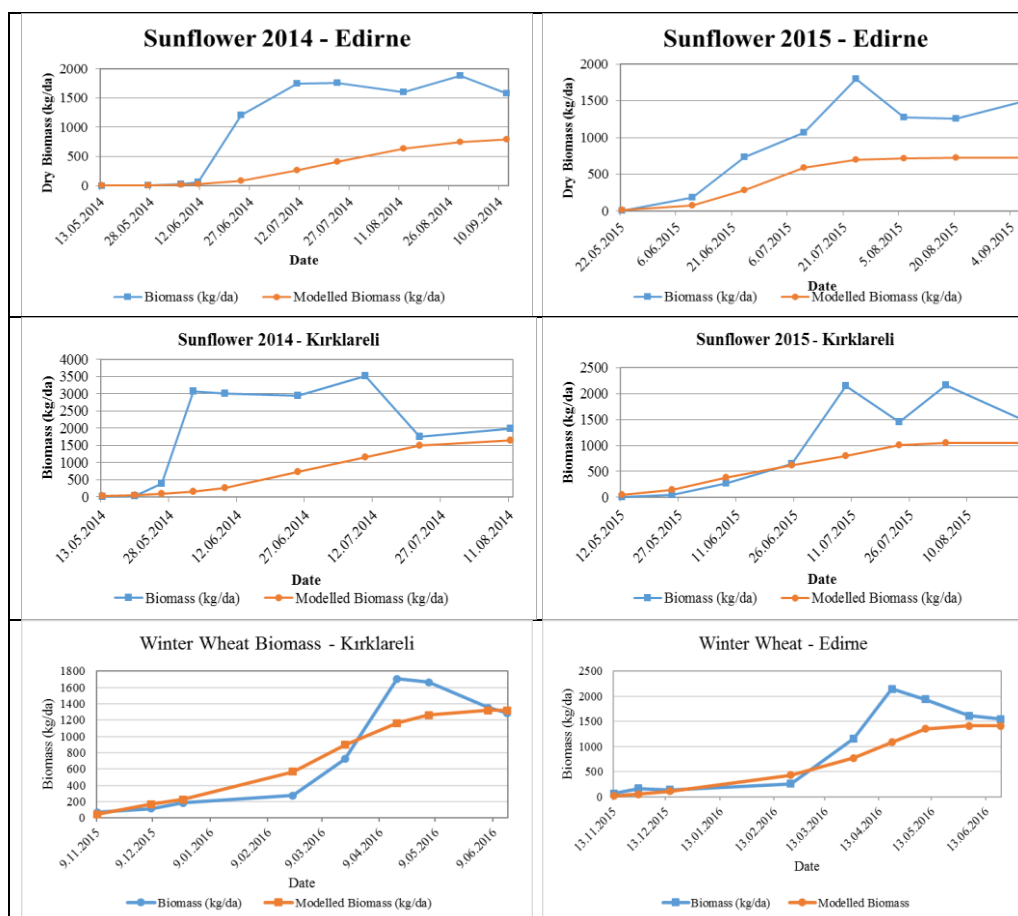 Sunflower 2014 - Edirne
Dry Biomass (kg/da)
2000
1500
1000
500
0
13.05.2014 28.05.2014 12.06.2014 27.06.2014 12.07.2014 27.07.2014 11.08.2014 26.08.2014 10.09.2014
Date
Biomass (kg/da) Modelled Biomass (kg/da)
Sunflower 2015 - Edirne
Dry Biomass (kg/da)
2000
1500
1000
500
0
22.05.2015 6.06.2015 21.06.2015 6.07.2015 21.07.2015 5.08.2015 20.08.2015 4.09.2015
Date
Biomass (kg/da) Modelled Biomass (kg/da)
Sunflower 2014 - Kırklareli
Biomass (kg/da)
4000
3500
3000
2500
2000
1500
1000
500
0
13.05.2014 28.05.2014 12.06.2014 27.06.2014 12.07.2014 27.07.2014 11.08.2014
Date
Biomass (kg/da) Modelled Biomass (kg/da)
Sunflower 2015 - Kırklareli
Biomass (kg/da)
2500
2000
1500
1000
500
0
12.05.2015 27.05.2015 11.06.2015 26.06.2015 11.07.2015 26.07.2015 10.08.2015
Date
Biomass (kg/da) Modelled Biomass (kg/da)
Winter Wheat Biomass - Kırklareli
Biomass (kg/da)
1800
1600
1400
1200
1000
800
600
400
200
0
9.11.2015 9.12.2015 9.01.2016 9.02.2016 9.03.2016 9.04.2016 9.05.2016 9.06.2016
Date
Biomass (kg/da) Modelled Biomass (kg/da)
Winter Wheat - Edirne
Biomass (kg/da)
2500
2000
1500
1000
500
0
13.11.2015 13.12.2015 13.01.2016 13.02.2016 13.03.2016 13.04.2016 13.05.2016 13.06.2016
Date
Biomass (kg/da) Modelled Biomass